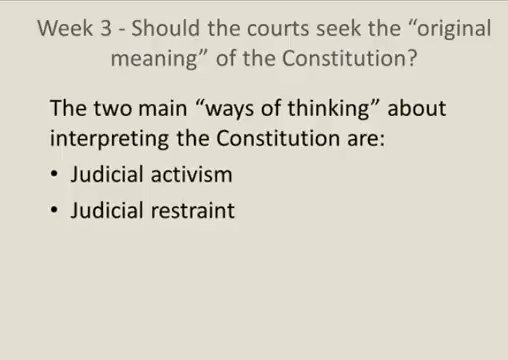 Week 3 - Should the courts seek the “original
meaning” of the Constitution?
The two main “ways of thinking” about
interpreting the Constitution are:
• Judicial activism
• Judicial restraint